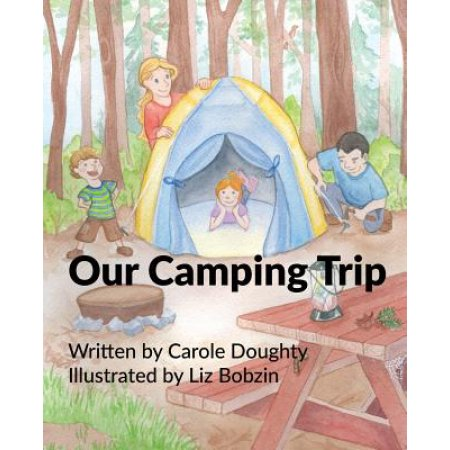 Our Camping Trip
Written by Carole Doughty
Illustrated by Liz Bobzin